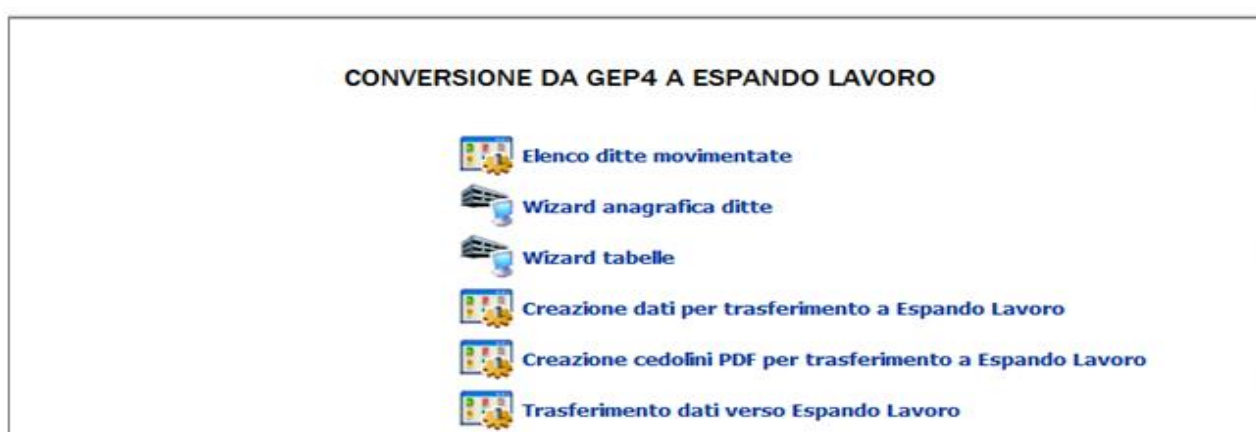 CONVERSIONE DA GEP4 A ESPANDO LAVORO
Elenco ditte movimentate
Wizard anagrafica ditte
Wizard tabelle
Creazione dati per trasferimento a Espando Lavoro
Creazione cedolini PDF per trasferimento a Espando Lavoro
Trasferimento dati verso Espando Lavoro